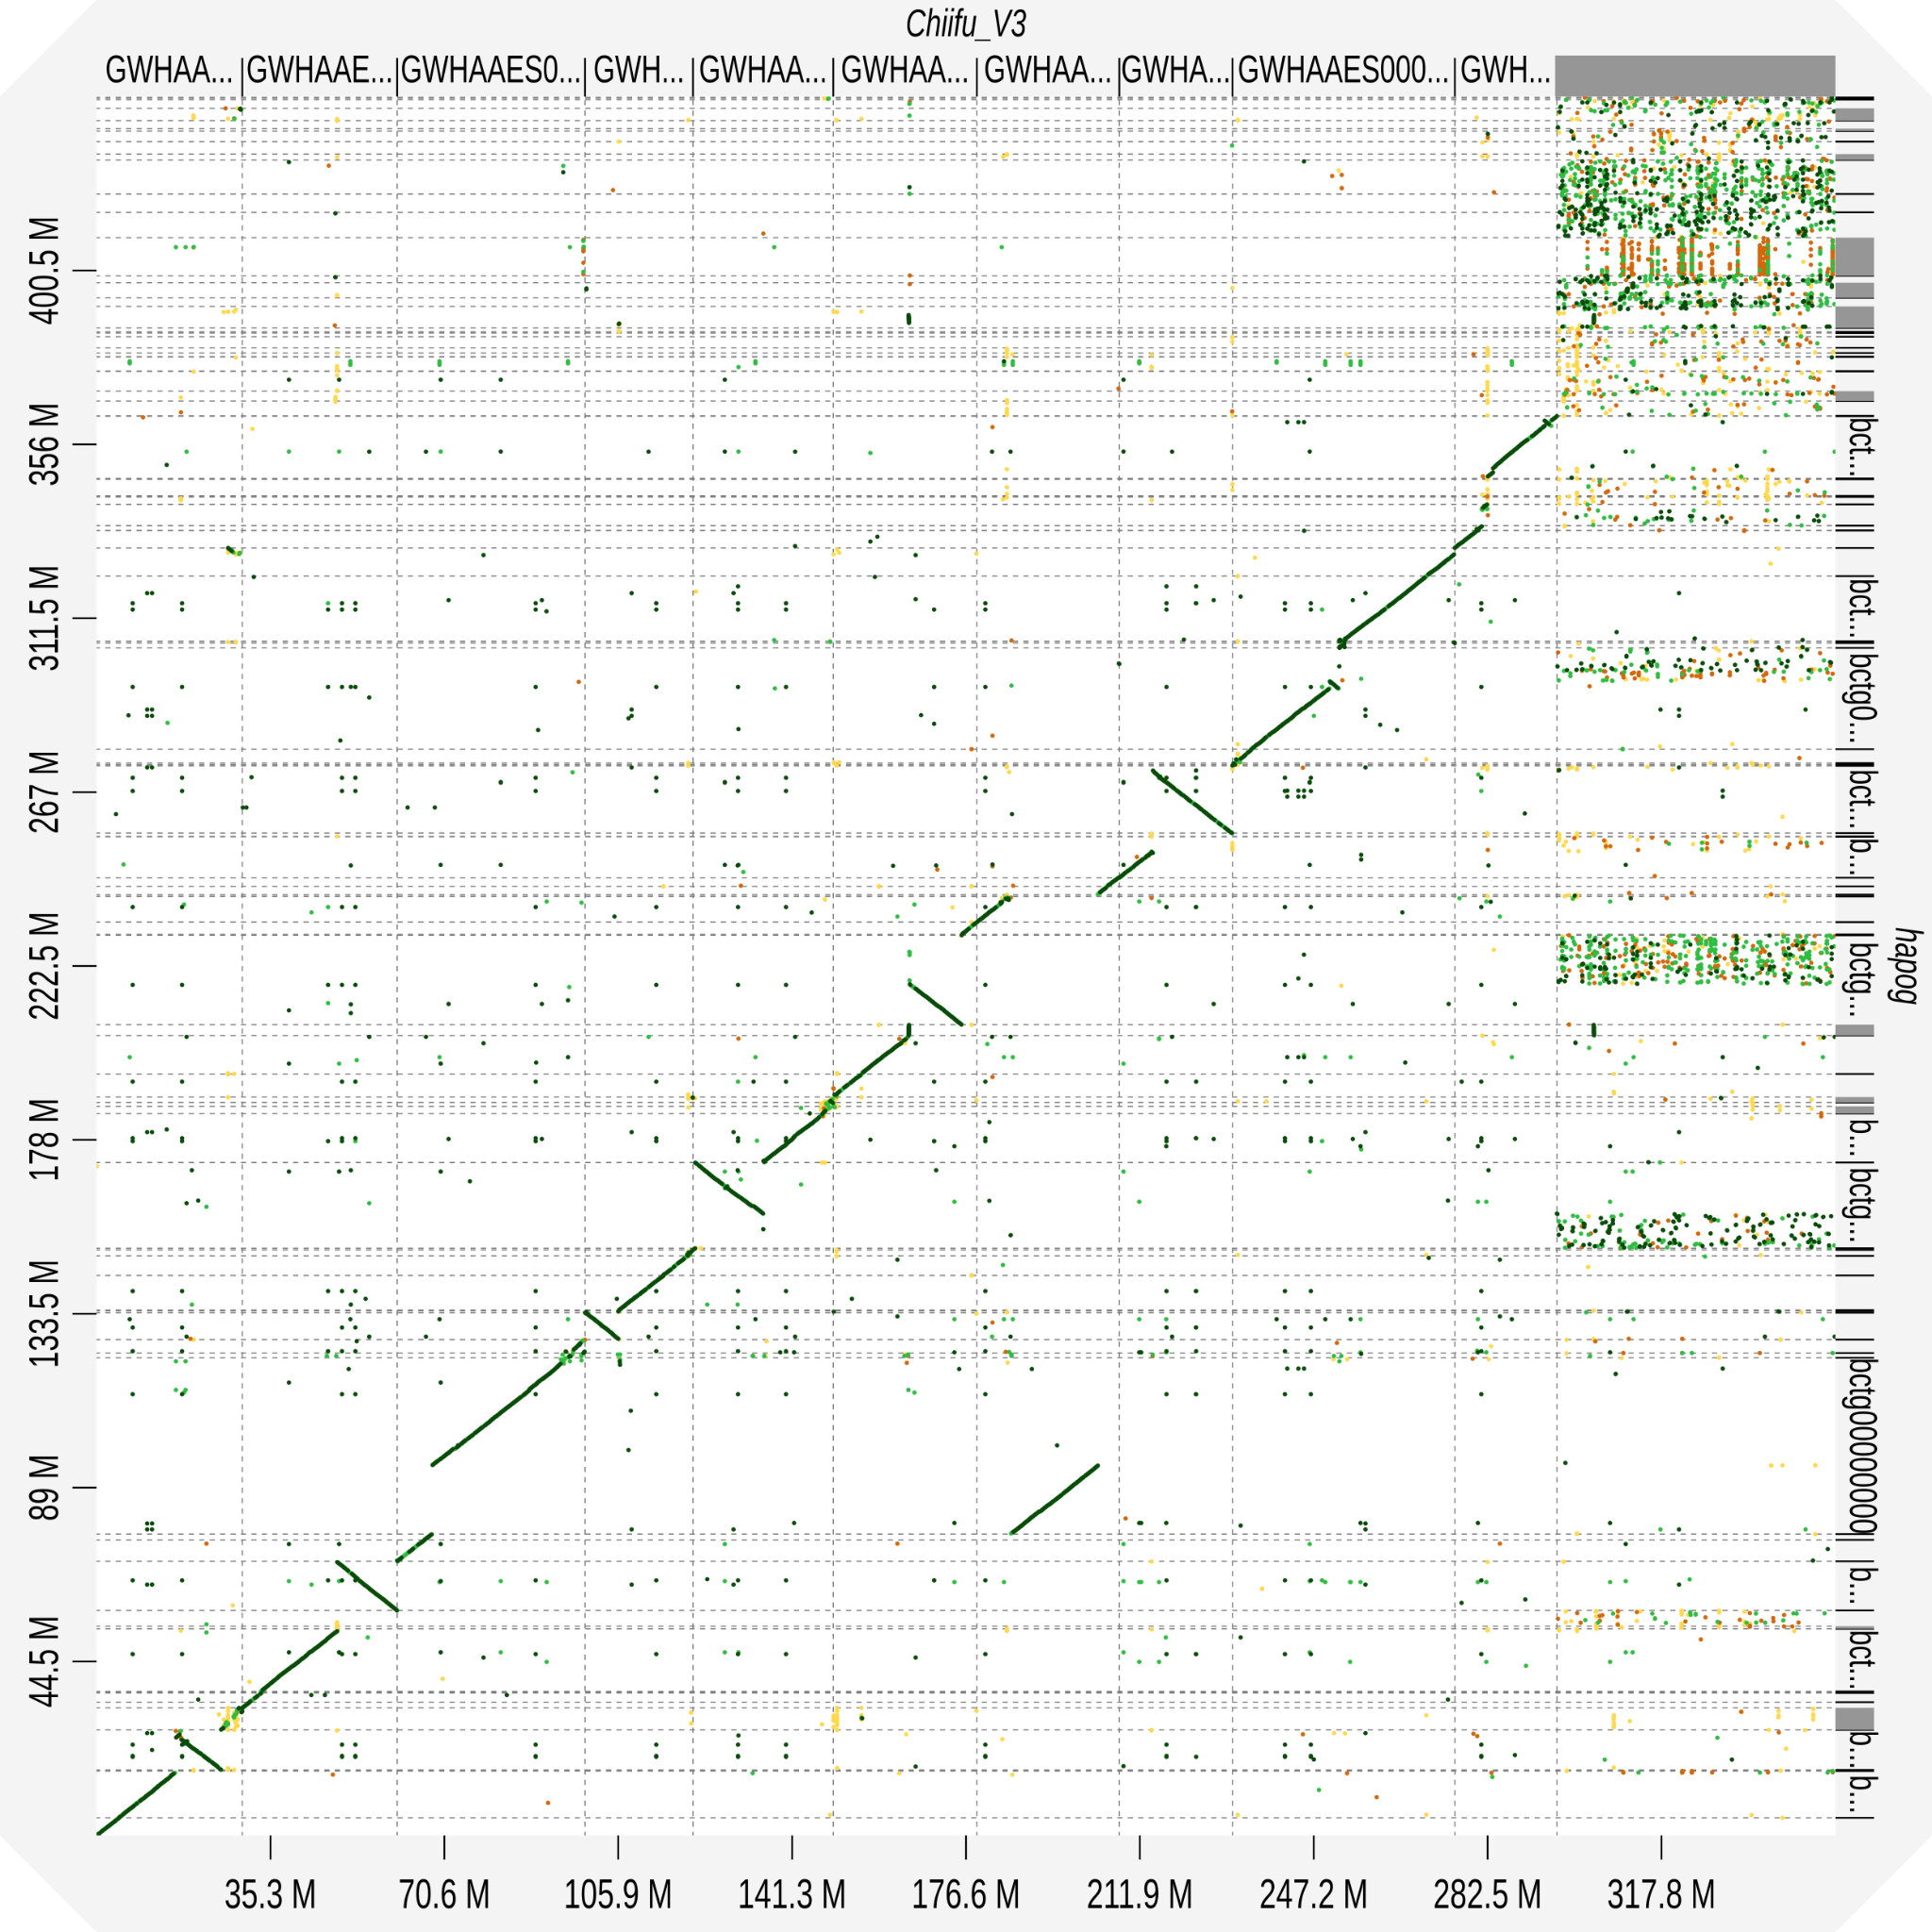 Chiifu_V3
GWHAA... GWHAAE... GWHAAES0... GWH... GWHAA... GWHAA... GWHAA... GWHA... GWHAAES000... GWH...
400.5 M
356 M
311.5 M
267 M
222.5 M
178 M
133.5 M
89 M
44.5 M
bct...
bct...
bctg0...
bct...
b...
bctg...
b...
bctg...
bctg00000000
b...
bct...
b...
b...
hapog
35.3 M 70.6 M 105.9 M 141.3 M 176.6 M 211.9 M 247.2 M 282.5 M 317.8 M